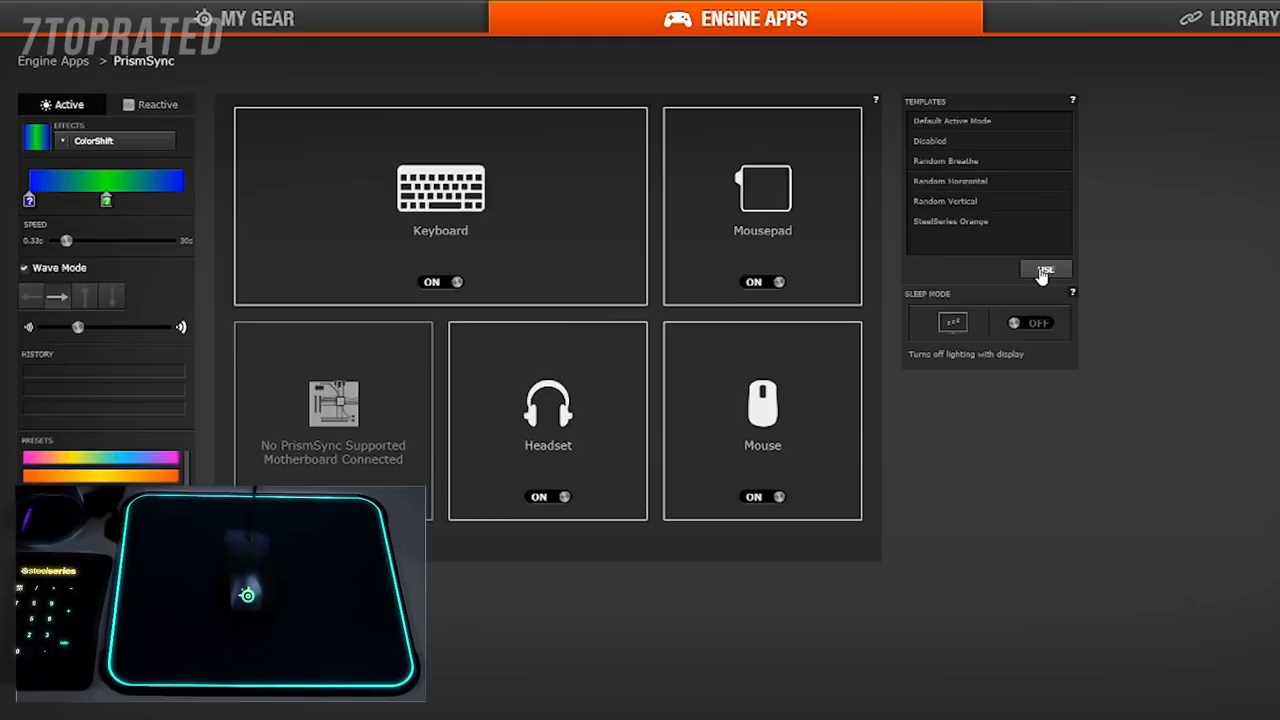 7TOPRATED
MY GEAR
ENGINE APPS
LIBRARY
Engine Apps > PrismSync
Active
Reactive
EFFECTS
ColorShift
? ?
SPEED
0.33s 30s
Wave Mode
HISTORY
PRESETS
?
Keyboard
ON
Mousepad
ON
No PrismSync Supported
Motherboard Connected
Headset
ON
Mouse
ON
TEMPLATES ?
Default Active Mode
Disabled
Random Breathe
Random Horizontal
Random Vertical
SteelSeries Orange
USE
SLEEP MODE ?
zzz
OFF
Turns off lighting with display
steelseries